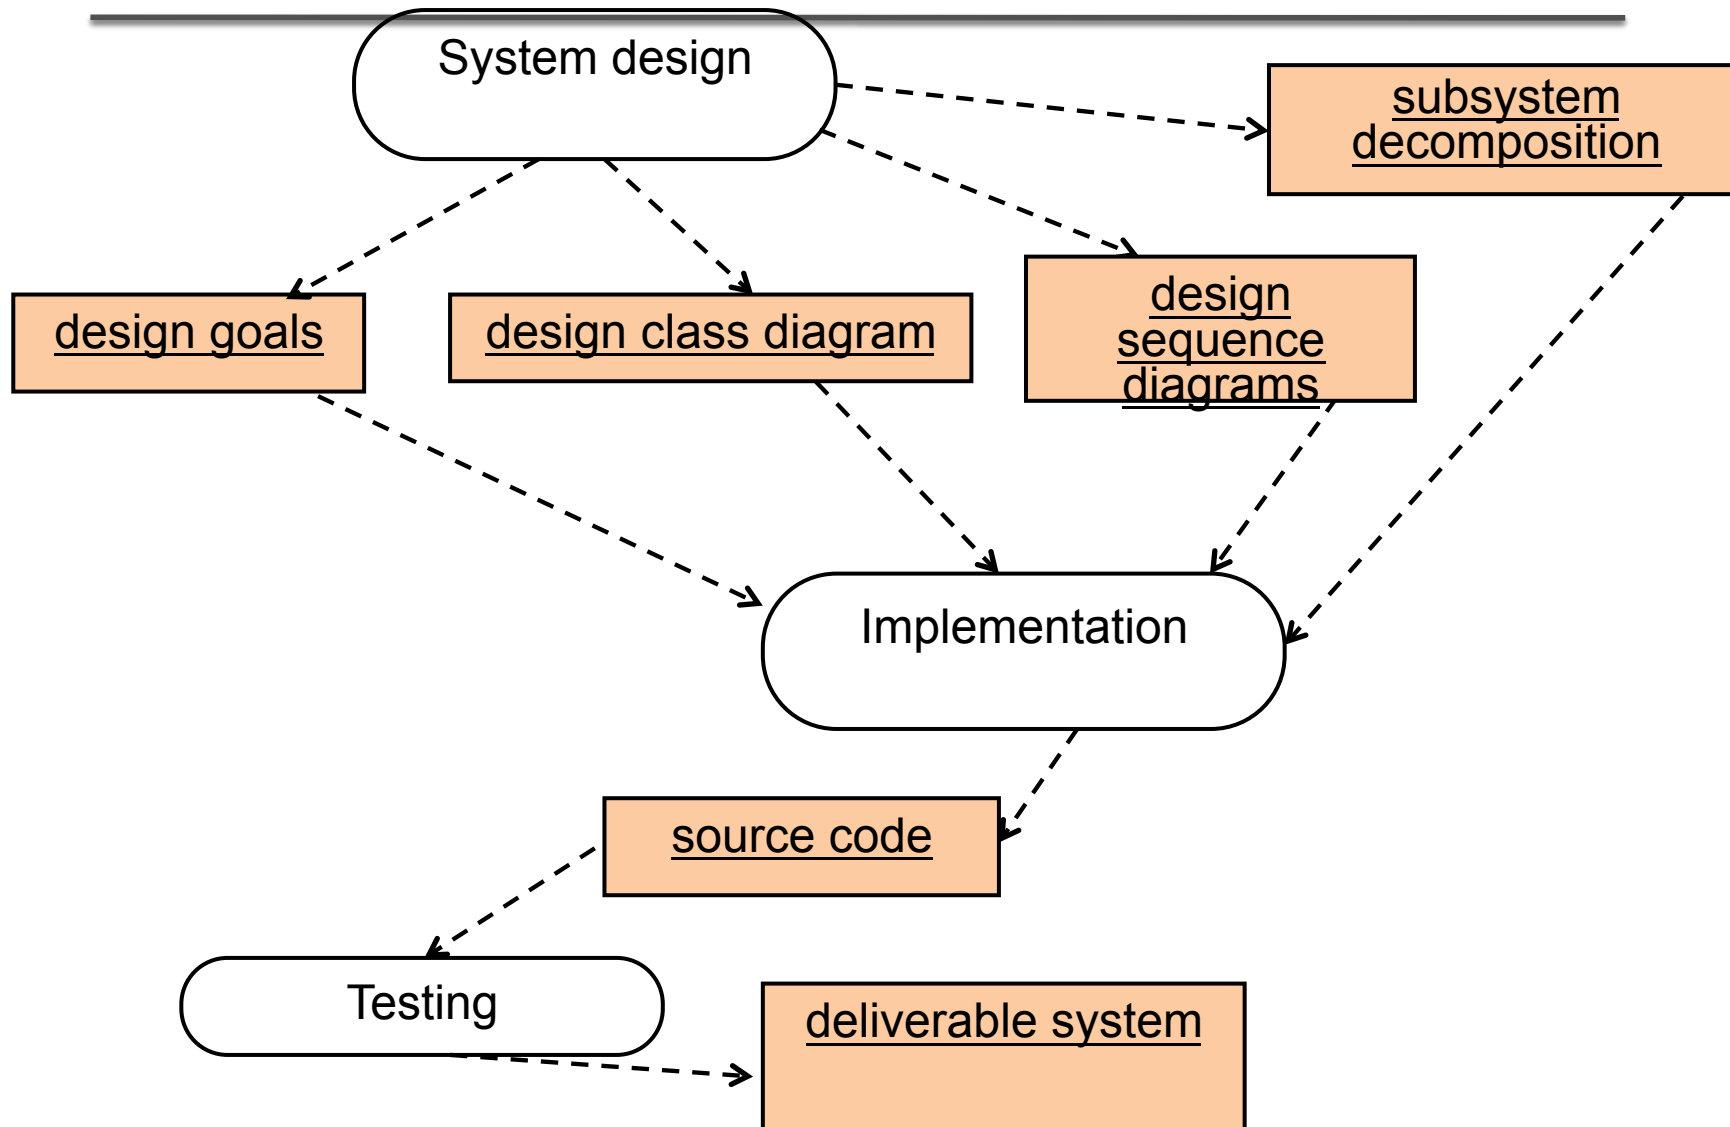 System design
subsystem
decomposition
design goals
design class diagram
design
sequence
diagrams
Implementation
source code
Testing
deliverable system